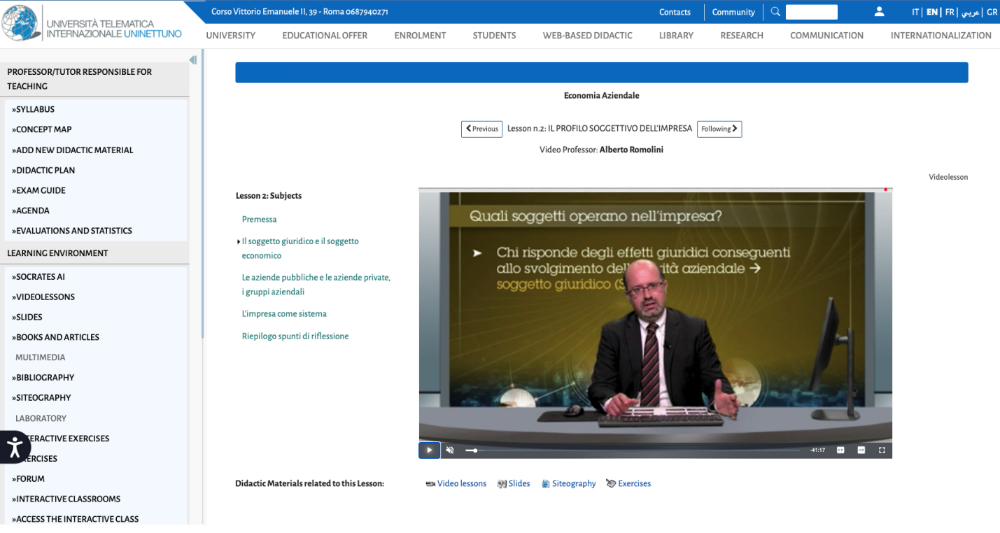 UNIVERSITÀ TELEMATICA
INTERNAZIONALE UNINETTUNO
Corso Vittorio Emanuele II, 39 - Roma 0687940271
Contacts
Community
IT | EN | FR | عربي | GR
UNIVERSITY
EDUCATIONAL OFFER
ENROLMENT
STUDENTS
WEB-BASED DIDACTIC
LIBRARY
RESEARCH
COMMUNICATION
INTERNATIONALIZATION
PROFESSOR/TUTOR RESPONSIBLE FOR
TEACHING
»SYLLABUS
»CONCEPT MAP
»ADD NEW DIDACTIC MATERIAL
»DIDACTIC PLAN
»EXAM GUIDE
»AGENDA
»EVALUATIONS AND STATISTICS
LEARNING ENVIRONMENT
»SOCRATES AI
»VIDEOLESSONS
»SLIDES
»BOOKS AND ARTICLES
MULTIMEDIA
»BIBLIOGRAPHY
»SITEOGRAPHY
LABORATORY
TERACTIVE EXERCISES
ERCISES
»FORUM
»INTERACTIVE CLASSROOMS
»ACCESS THE INTERACTIVE CLASS
Economia Aziendale
Previous
Lesson n.2: IL PROFILO SOGGETTIVO DELL'IMPRESA
Following
Video Professor: Alberto Romolini
Videolesson
Lesson 2: Subjects
Premessa
Il soggetto giuridico e il soggetto
economico
Le aziende pubbliche e le aziende private,
i gruppi aziendali
L'impresa come sistema
Riepilogo spunti di riflessione
Quali soggetti operano nell'impresa?
➤ Chi risponde degli effetti giuridici conseguenti
allo svolgimento del ità aziendale →
soggetto giuridico (S
-41:17
Didactic Materials related to this Lesson:
Video lessons
Slides
Siteography
Exercises